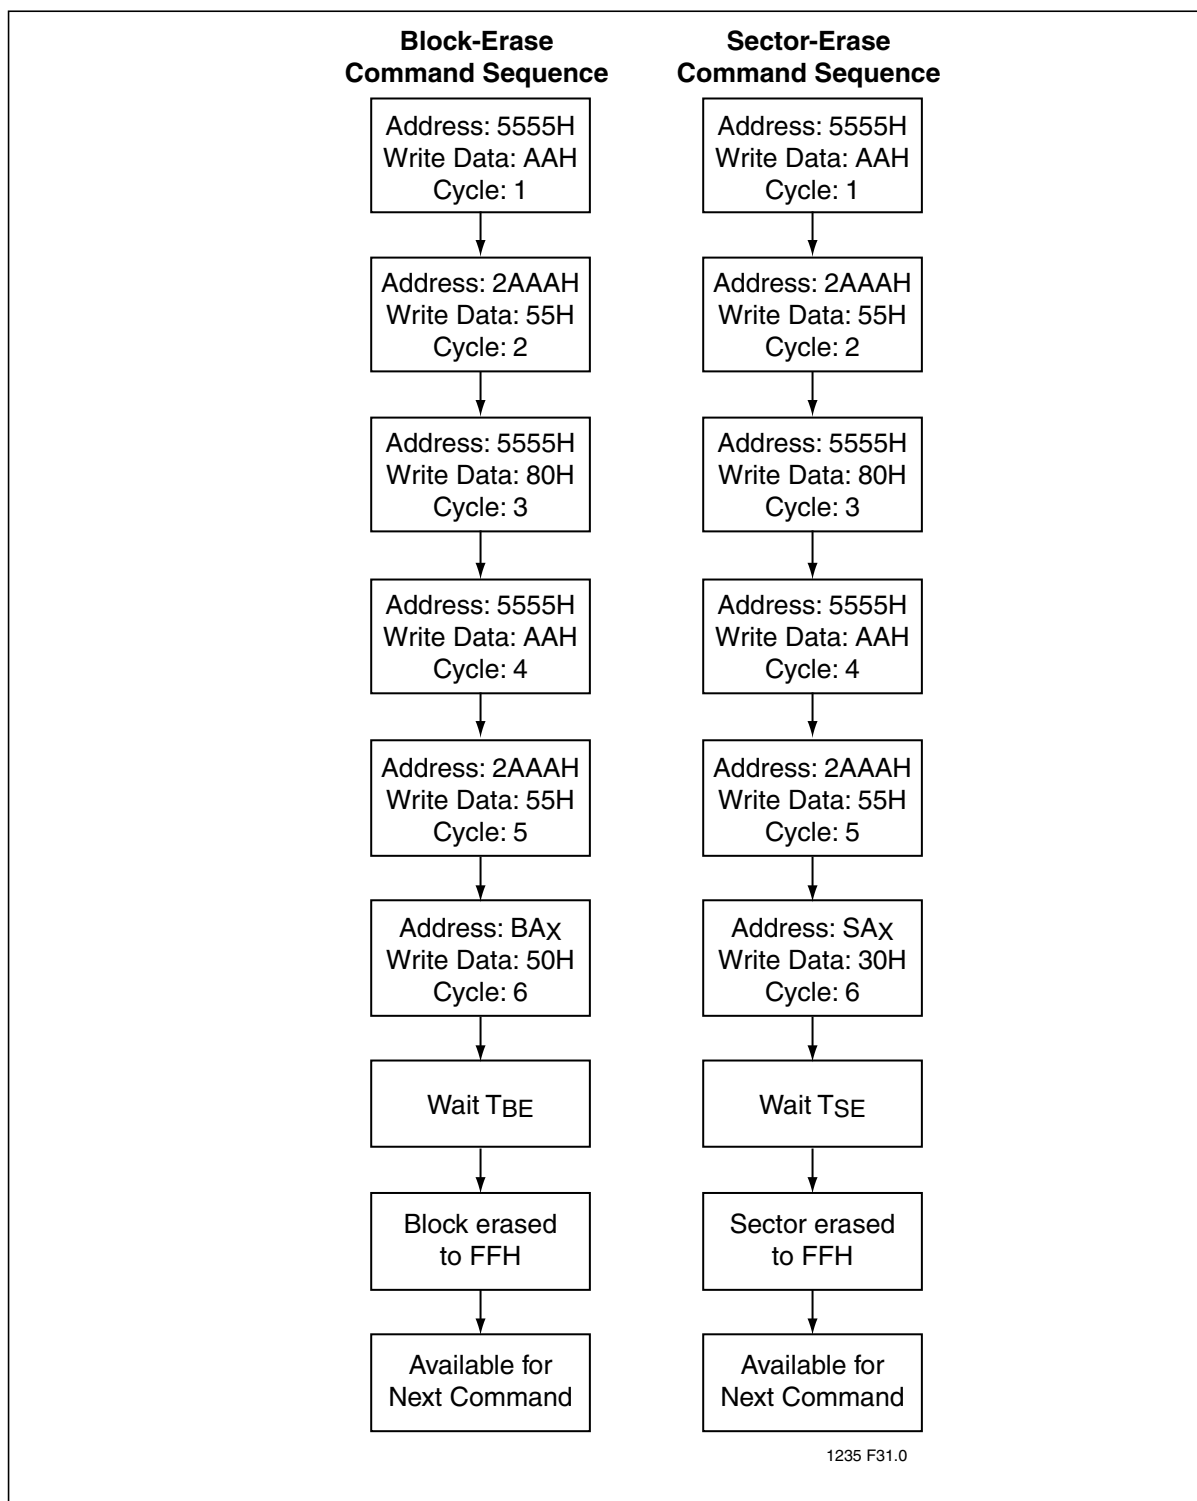 Block-Erase
Command Sequence
Address: 5555H
Write Data: AAH
Cycle: 1
Address: 2AAAH
Write Data: 55H
Cycle: 2
Address: 5555H
Write Data: 80H
Cycle: 3
Address: 5555H
Write Data: AAH
Cycle: 4
Address: 2AAAH
Write Data: 55H
Cycle: 5
Address: BAX
Write Data: 50H
Cycle: 6
Wait TBE
Block erased
to FFH
Available for
Next Command
Sector-Erase
Command Sequence
Address: 5555H
Write Data: AAH
Cycle: 1
Address: 2AAAH
Write Data: 55H
Cycle: 2
Address: 5555H
Write Data: 80H
Cycle: 3
Address: 5555H
Write Data: AAH
Cycle: 4
Address: 2AAAH
Write Data: 55H
Cycle: 5
Address: SAX
Write Data: 30H
Cycle: 6
Wait TSE
Sector erased
to FFH
Available for
Next Command
1235 F31.0